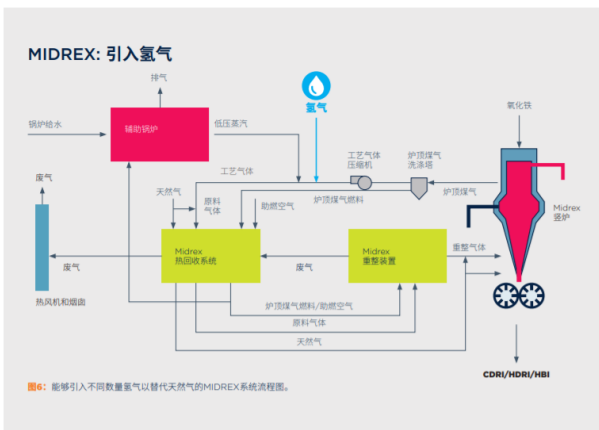 MIDREX: 引入氢气
排气
氢气
氧化铁
锅炉给水
辅助锅炉
低压蒸汽
工艺气体
压缩机
炉顶煤气
洗涤塔
工艺气体
废气
天然气
原料
气体
助燃空气
炉顶煤气燃料
炉顶煤气
Midrex
竖炉
Midrex
热回收系统
Midrex
重整装置
重整气体
废气
废气
热风机和烟囱
炉顶煤气燃料/助燃空气
原料气体
天然气
CDRI/HDRI/HBI
图6：能够引入不同数量氢气以替代天然气的MIDREX系统流程图。